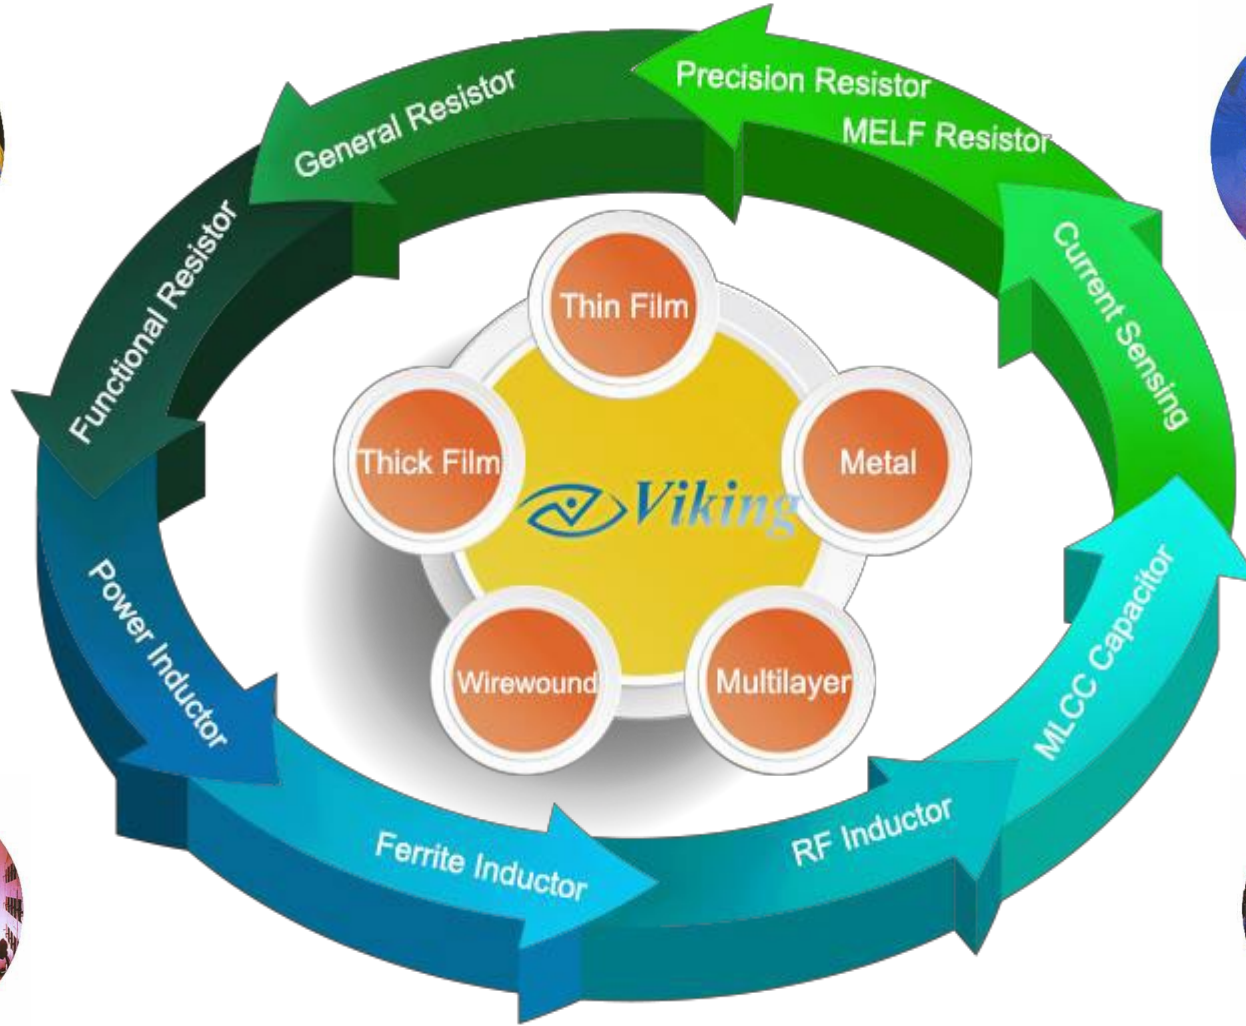 Precision Resistor
MELF Resistor
General Resistor
Current Sensing
Functional Resistor
Thin Film
Thick Film
Metal
Viking
Wirewound
Multilayer
Power Inductor
MLCC Capacitor
Ferrite Inductor
RF Inductor